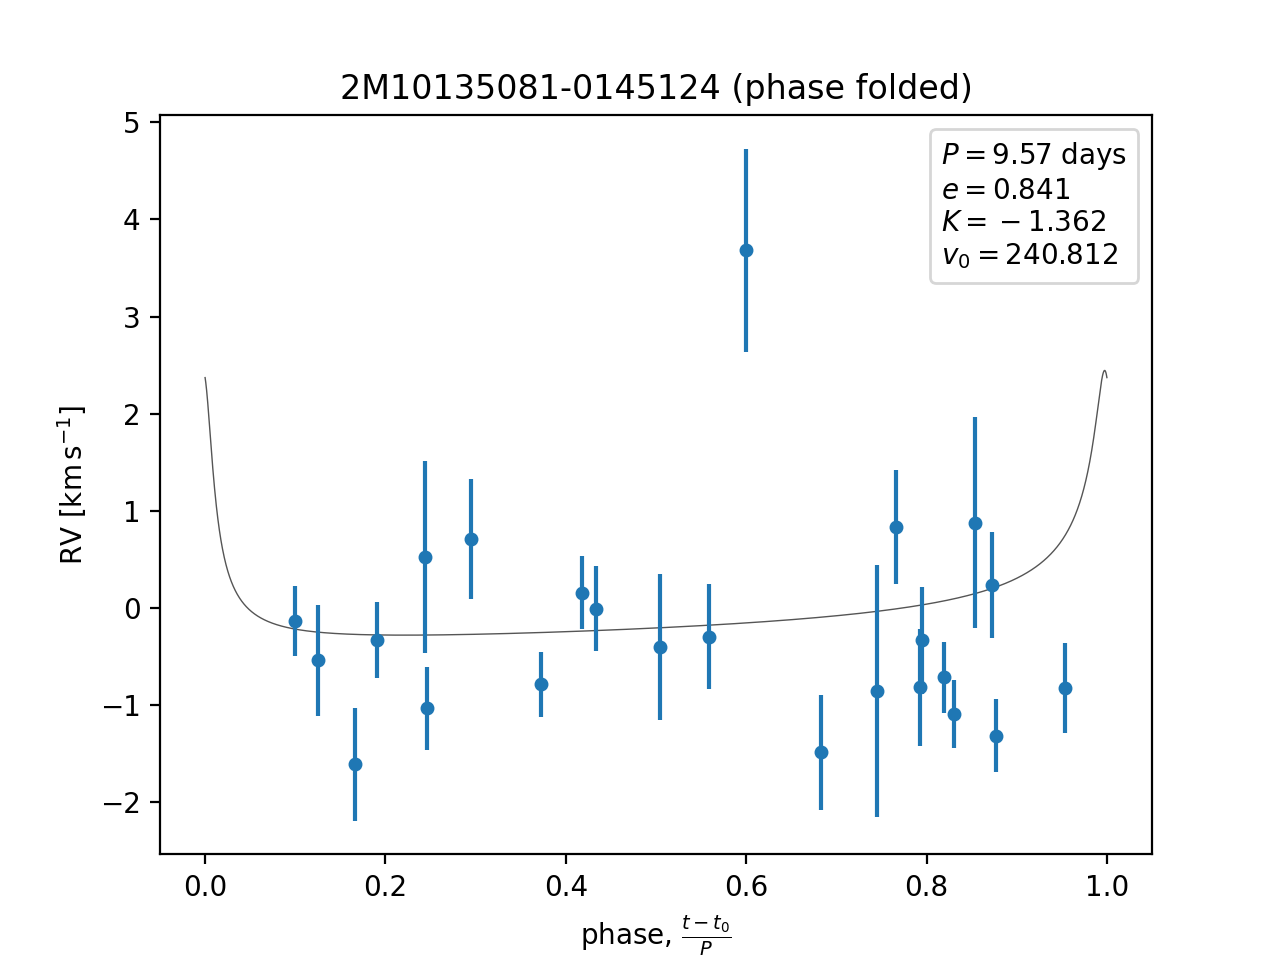 2M10135081-0145124 (phase folded)
P = 9.57 days
e = 0.841
K = −1.362
v₀ = 240.812
RV [km s⁻¹]
5
4
3
2
1
0
−1
−2
0.0 0.2 0.4 0.6 0.8 1.0
phase, (t − t₀)/P